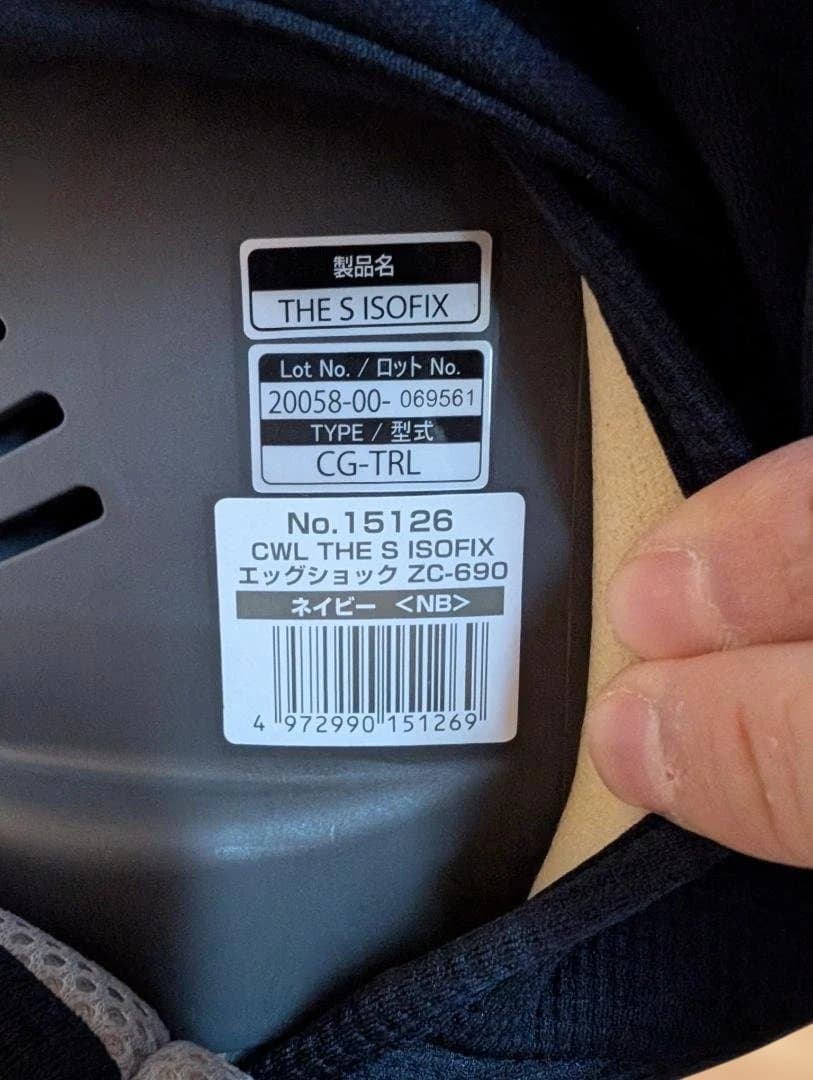 製品名
THE S ISOFIX
Lot No. / ロット No.
20058-00- 069561
TYPE / 型式
CG-TRL
No.15126
CWL THE S ISOFIX
エッグショック ZC-690
ネイビー <NB>
4 972990 151269